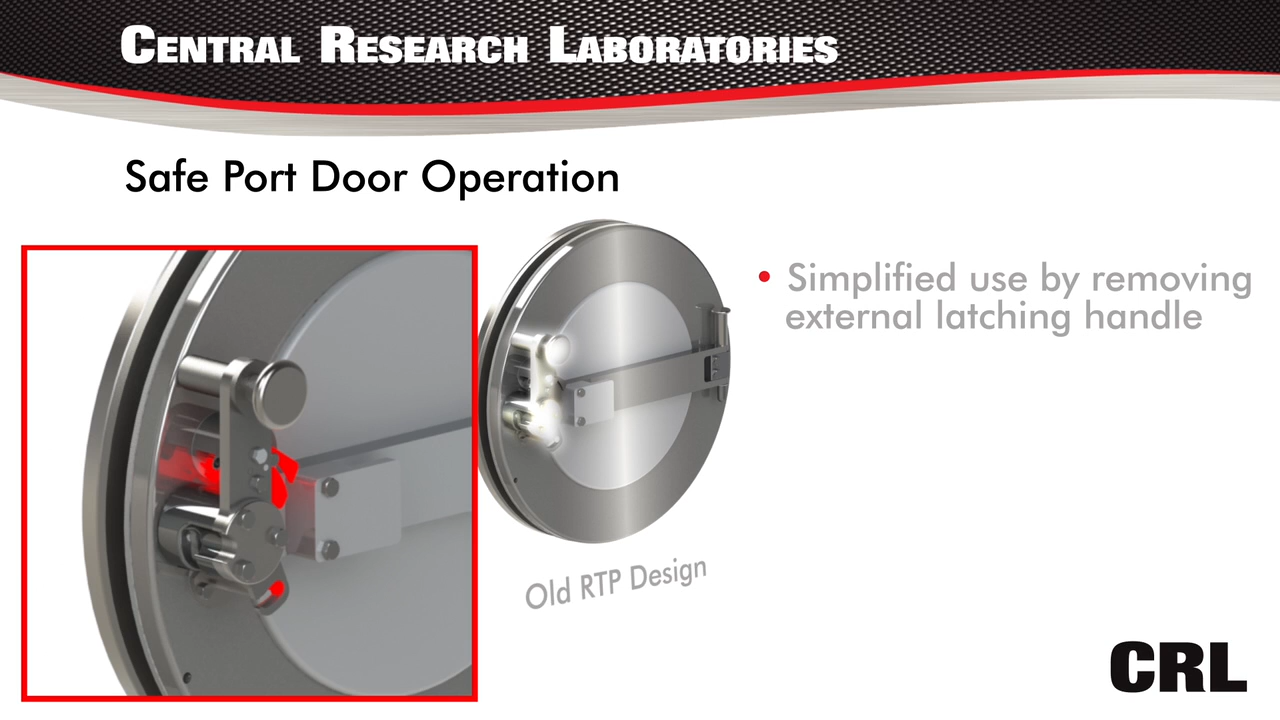 CENTRAL RESEARCH LABORATORIES
Safe Port Door Operation
• Simplified use by removing
external latching handle
Old RTP Design
CRL